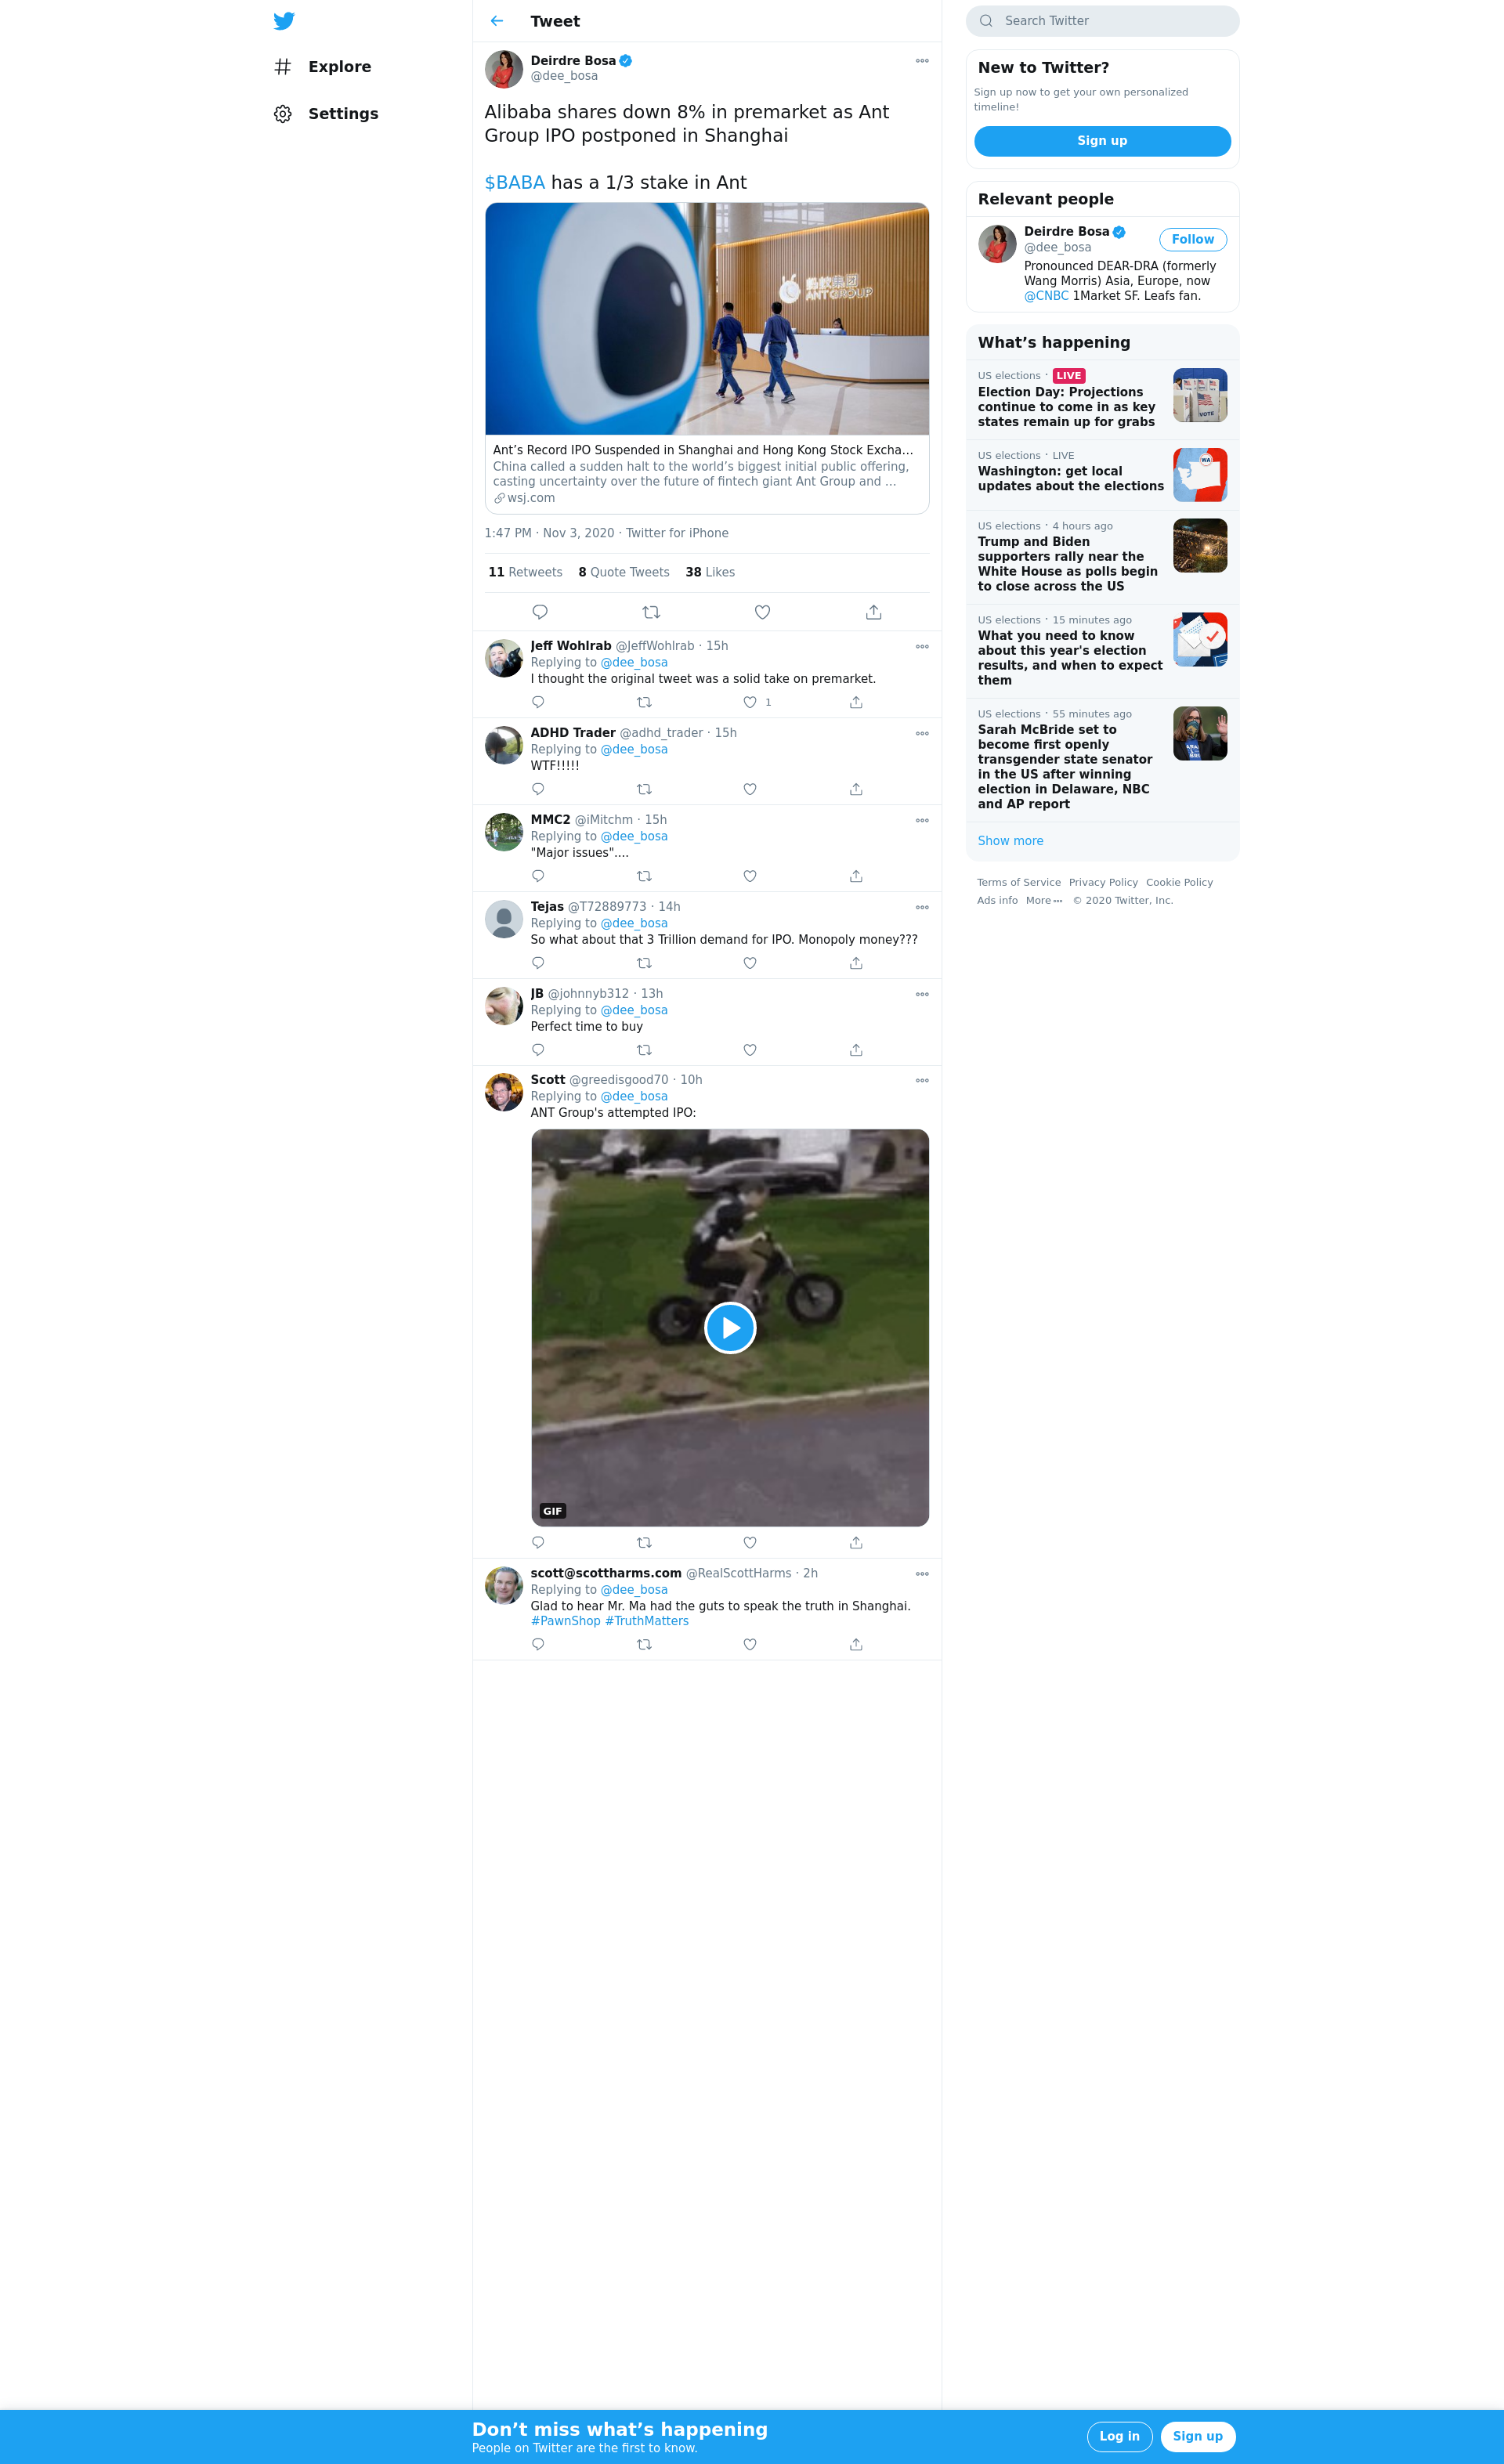 Explore
Settings
Tweet
Deirdre Bosa
@dee_bosa
Alibaba shares down 8% in premarket as Ant
Group IPO postponed in Shanghai
$BABA has a 1/3 stake in Ant
蚂蚁集团
ANT GROUP
Ant’s Record IPO Suspended in Shanghai and Hong Kong Stock Excha…
China called a sudden halt to the world’s biggest initial public offering,
casting uncertainty over the future of fintech giant Ant Group and …
wsj.com
1:47 PM · Nov 3, 2020 · Twitter for iPhone
11 Retweets 8 Quote Tweets 38 Likes
Jeff Wohlrab @JeffWohlrab · 15h
Replying to @dee_bosa
I thought the original tweet was a solid take on premarket.
1
ADHD Trader @adhd_trader · 15h
Replying to @dee_bosa
WTF!!!!!
MMC2 @iMitchm · 15h
Replying to @dee_bosa
"Major issues"....
Tejas @T72889773 · 14h
Replying to @dee_bosa
So what about that 3 Trillion demand for IPO. Monopoly money???
JB @johnnyb312 · 13h
Replying to @dee_bosa
Perfect time to buy
Scott @greedisgood70 · 10h
Replying to @dee_bosa
ANT Group's attempted IPO:
GIF
scott@scottharms.com @RealScottHarms · 2h
Replying to @dee_bosa
Glad to hear Mr. Ma had the guts to speak the truth in Shanghai.
#PawnShop #TruthMatters
Search Twitter
New to Twitter?
Sign up now to get your own personalized
timeline!
Sign up
Relevant people
Deirdre Bosa
@dee_bosa
Follow
Pronounced DEAR-DRA (formerly
Wang Morris) Asia, Europe, now
@CNBC 1Market SF. Leafs fan.
What’s happening
US elections · LIVE
Election Day: Projections
continue to come in as key
states remain up for grabs
VOTE
US elections · LIVE
Washington: get local
updates about the elections
WA
US elections · 4 hours ago
Trump and Biden
supporters rally near the
White House as polls begin
to close across the US
US elections · 15 minutes ago
What you need to know
about this year's election
results, and when to expect
them
US elections · 55 minutes ago
Sarah McBride set to
become first openly
transgender state senator
in the US after winning
election in Delaware, NBC
and AP report
Show more
Terms of Service Privacy Policy Cookie Policy
Ads info More © 2020 Twitter, Inc.
Don’t miss what’s happening
People on Twitter are the first to know.
Log in
Sign up